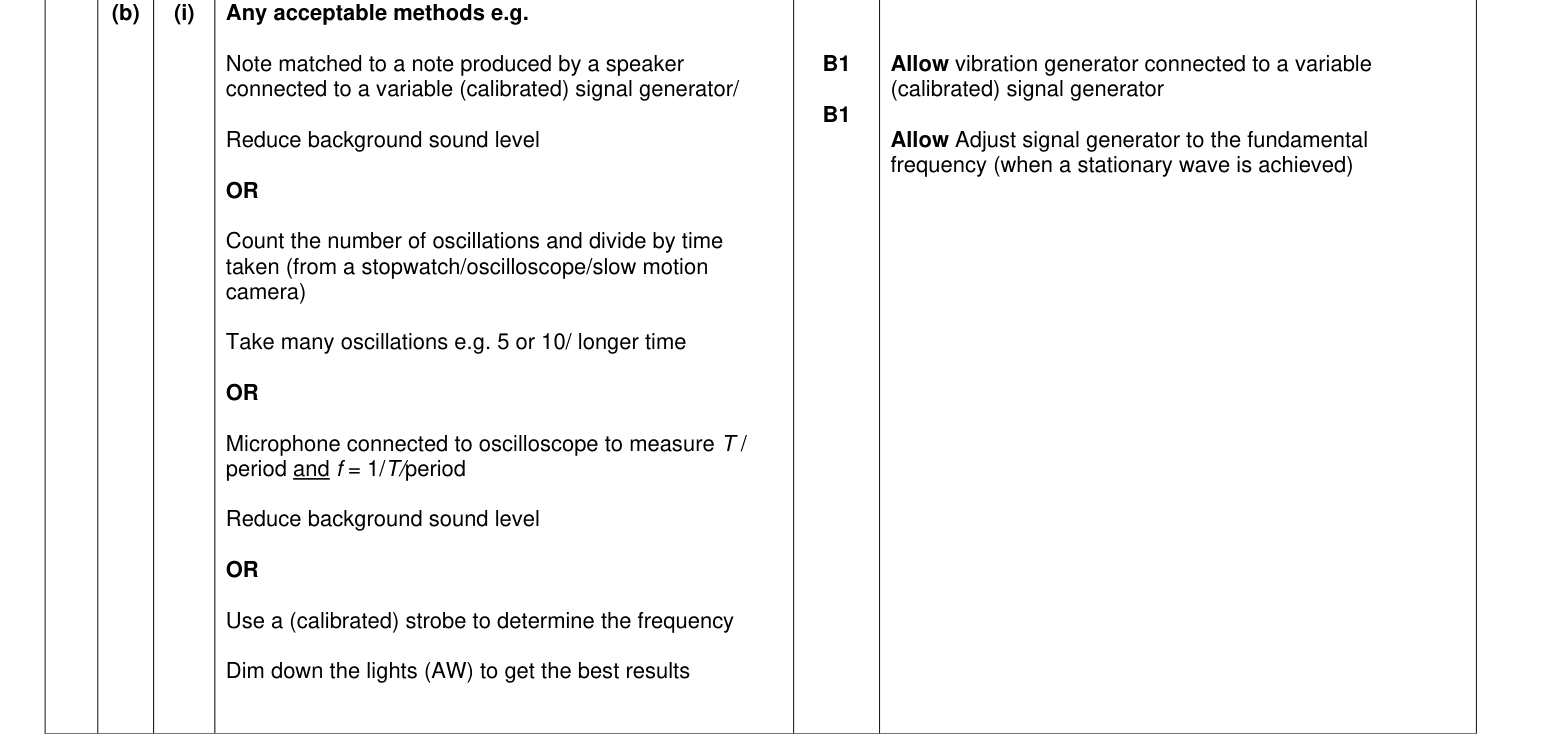 (b) (i) Any acceptable methods e.g.
Note matched to a note produced by a speaker
connected to a variable (calibrated) signal generator/
Reduce background sound level
OR
Count the number of oscillations and divide by time
taken (from a stopwatch/oscilloscope/slow motion
camera)
Take many oscillations e.g. 5 or 10/ longer time
OR
Microphone connected to oscilloscope to measure T /
period and f = 1/T/period
Reduce background sound level
OR
Use a (calibrated) strobe to determine the frequency
Dim down the lights (AW) to get the best results
B1
B1
Allow vibration generator connected to a variable
(calibrated) signal generator
Allow Adjust signal generator to the fundamental
frequency (when a stationary wave is achieved)